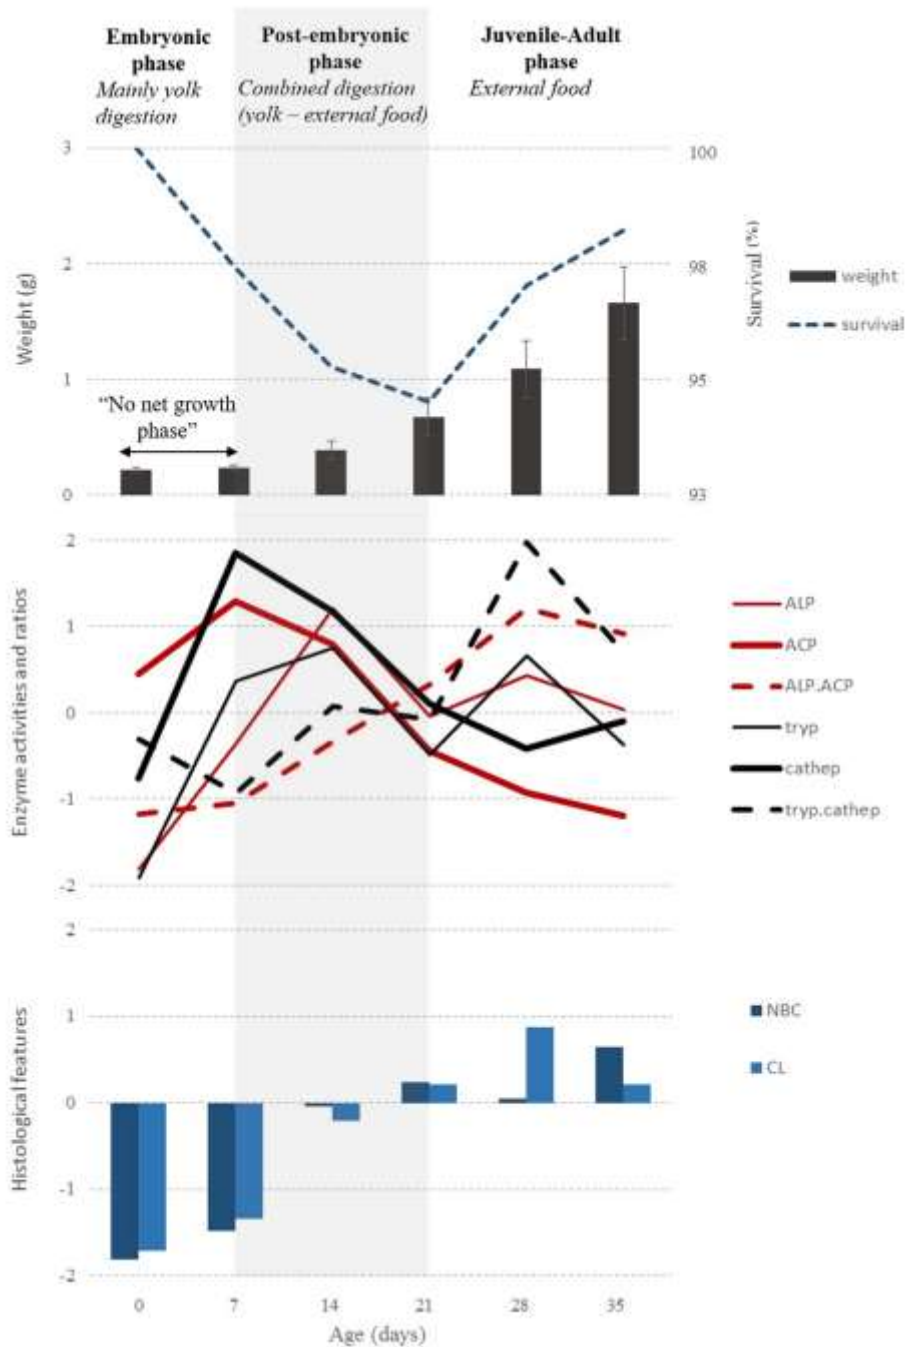 Embryonic
phase
Mainly yolk
digestion
Post-embryonic
phase
Combined digestion
(yolk – external food)
Juvenile-Adult
phase
External food
3
2
1
0
Weight (g)
100
98
95
93
Survival (%)
weight
survival
“No net growth
phase”
2
1
0
-1
-2
Enzyme activities and ratios
ALP
ACP
ALP.ACP
tryp
cathep
tryp.cathep
2
1
0
-1
-2
Histological features
NBC
CL
0 7 14 21 28 35
Age (days)